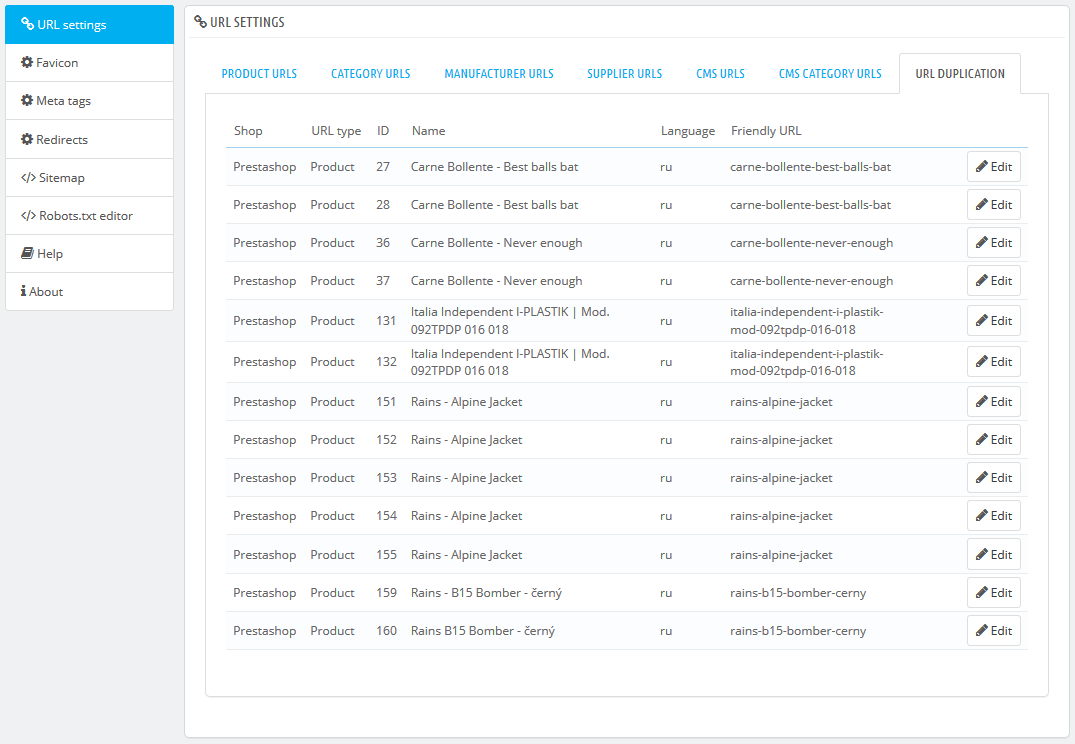 URL settings
Favicon
Meta tags
Redirects
</> Sitemap
</> Robots.txt editor
Help
About
URL SETTINGS
PRODUCT URLS CATEGORY URLS MANUFACTURER URLS SUPPLIER URLS CMS URLS CMS CATEGORY URLS URL DUPLICATION
Shop URL type ID Name Language Friendly URL
Prestashop Product 27 Carne Bollente - Best balls bat ru carne-bollente-best-balls-bat Edit
Prestashop Product 28 Carne Bollente - Best balls bat ru carne-bollente-best-balls-bat Edit
Prestashop Product 36 Carne Bollente - Never enough ru carne-bollente-never-enough Edit
Prestashop Product 37 Carne Bollente - Never enough ru carne-bollente-never-enough Edit
Italia Independent I-PLASTIK | Mod. italia-independent-i-plastik-
Prestashop Product 131 ru Edit
092TPDP 016 018 mod-092tpdp-016-018
Italia Independent I-PLASTIK | Mod. italia-independent-i-plastik-
Prestashop Product 132 ru Edit
092TPDP 016 018 mod-092tpdp-016-018
Prestashop Product 151 Rains - Alpine Jacket ru rains-alpine-jacket Edit
Prestashop Product 152 Rains - Alpine Jacket ru rains-alpine-jacket Edit
Prestashop Product 153 Rains - Alpine Jacket ru rains-alpine-jacket Edit
Prestashop Product 154 Rains - Alpine Jacket ru rains-alpine-jacket Edit
Prestashop Product 155 Rains - Alpine Jacket ru rains-alpine-jacket Edit
Prestashop Product 159 Rains - B15 Bomber - černý ru rains-b15-bomber-cerny Edit
Prestashop Product 160 Rains B15 Bomber - černý ru rains-b15-bomber-cerny Edit